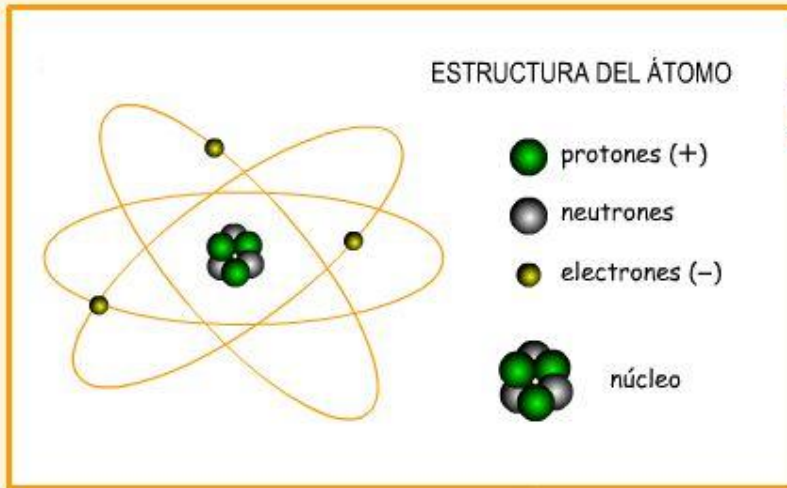 ESTRUCTURA DEL ÁTOMO
protones (+)
neutrones
electrones (–)
núcleo